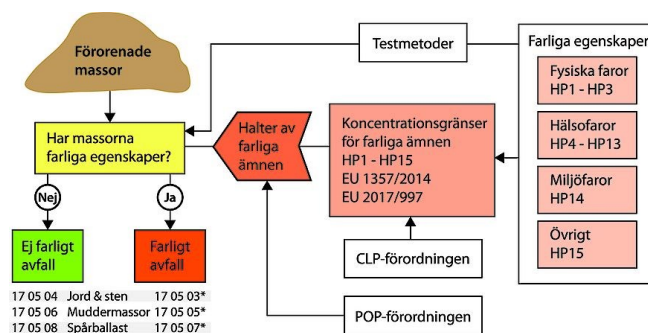 Förorenade
massor
Testmetoder
Farliga egenskaper
Fysiska faror
HP1 - HP3
Hälsofaror
HP4 - HP13
Miljöfaror
HP14
Övrigt
HP15
Har massorna
farliga egenskaper?
Halter av
farliga
ämnen
Koncentrationsgränser
för farliga ämnen
HP1 - HP15
EU 1357/2014
EU 2017/997
Nej
Ja
Ej farligt
avfall
Farligt
avfall
CLP-förordningen
POP-förordningen
17 05 04 Jord & sten 17 05 03*
17 05 06 Muddermassor 17 05 05*
17 05 08 Spårballast 17 05 07*